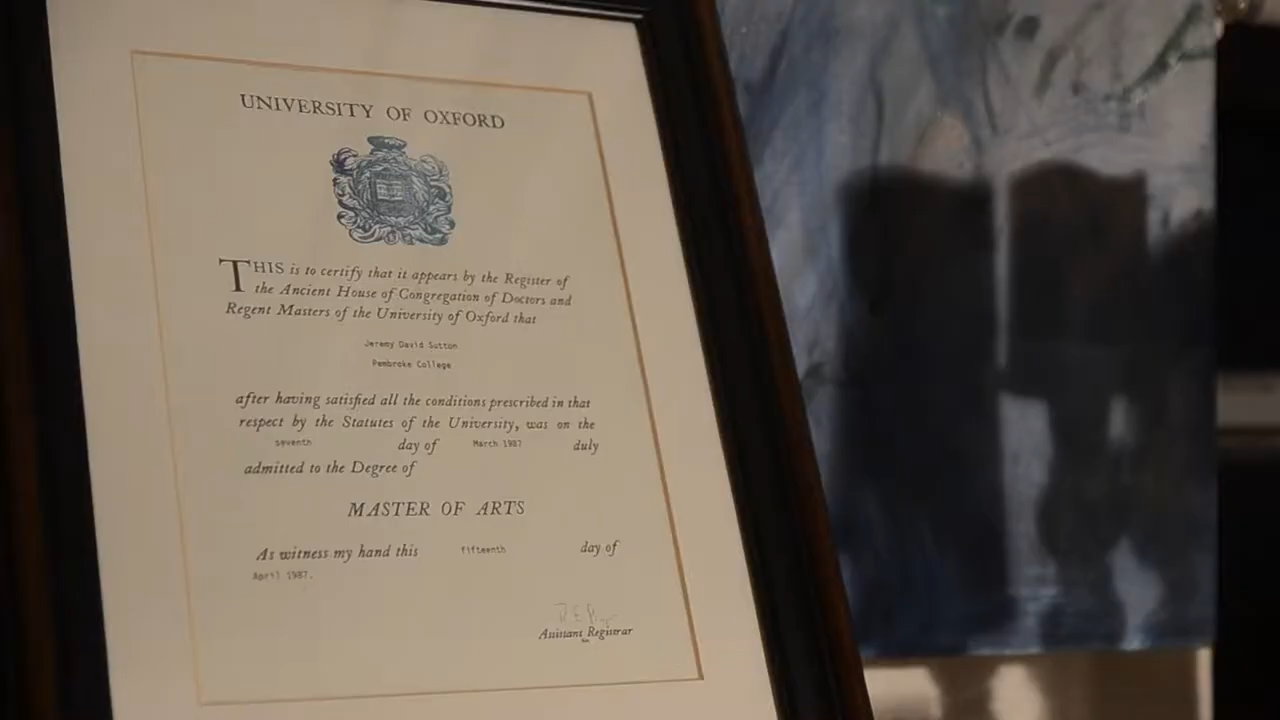 UNIVERSITY OF OXFORD
THIS is to certify that it appears by the Register of
the Ancient House of Congregation of Doctors and
Regent Masters of the University of Oxford that
Jeremy David Sutton
Pembroke College
after having satisfied all the conditions prescribed in that
respect by the Statutes of the University, was on the
seventh day of March 1987 duly
admitted to the Degree of
MASTER OF ARTS
As witness my hand this fifteenth day of
April 1987.
Assistant Registrar